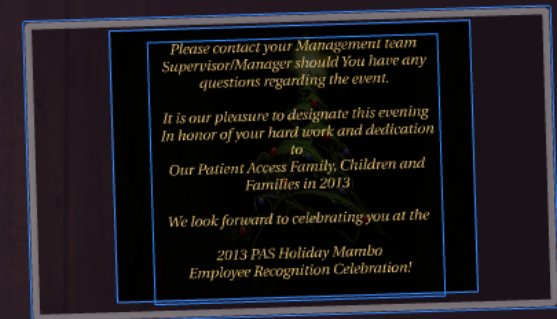 Please contact your Management team
Supervisor/Manager should You have any
questions regarding the event.
It is our pleasure to designate this evening
In honor of your hard work and dedication
to
Our Patient Access Family, Children and
Families in 2013
We look forward to celebrating you at the
2013 PAS Holiday Mambo
Employee Recognition Celebration!